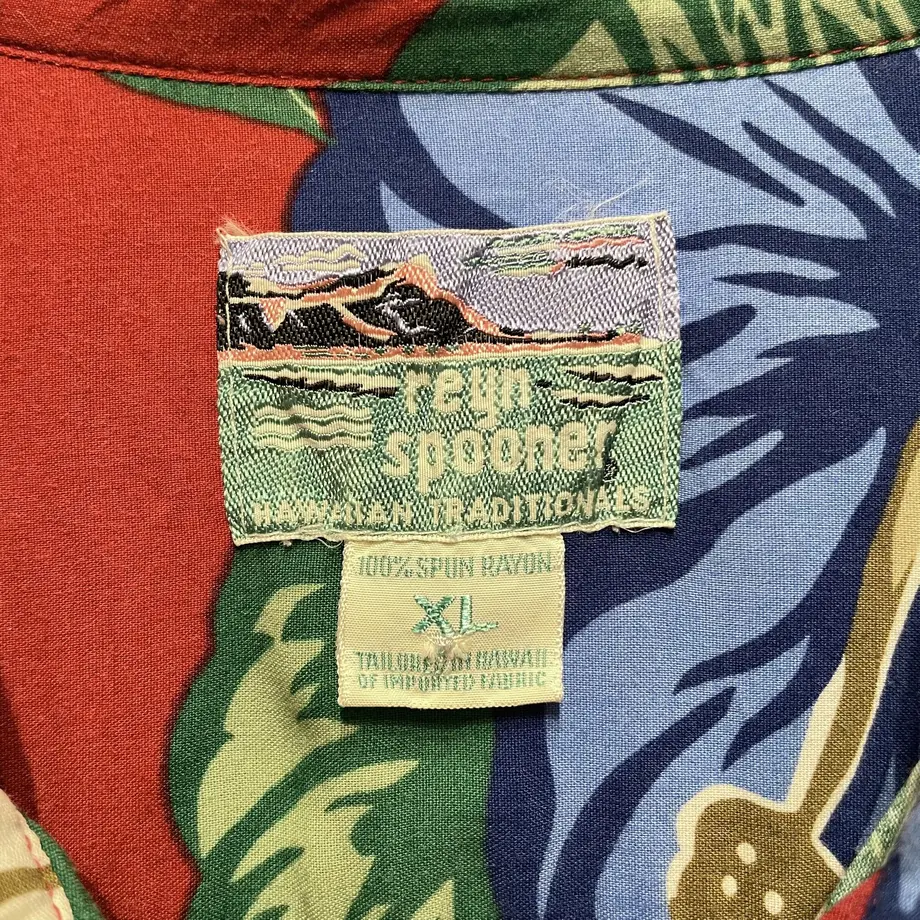 reyn
spooner
HAWAIIAN TRADITIONALS
100% SPUN RAYON
XL
TAILORED IN HAWAII
OF IMPORTED FABRIC